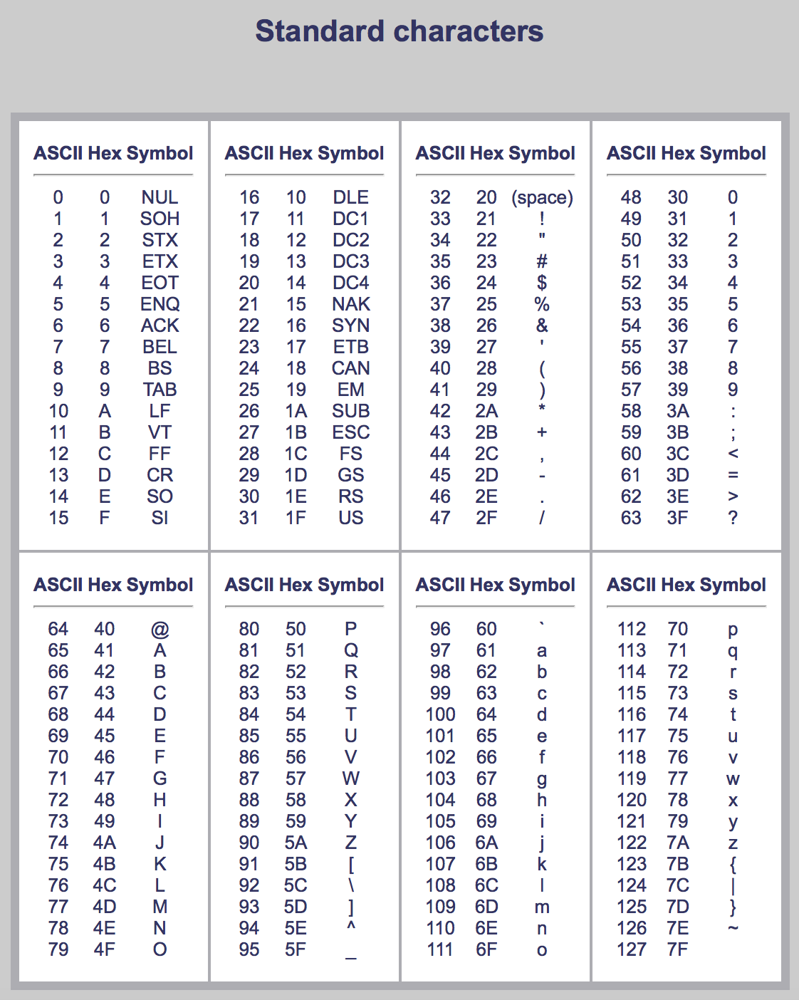 Standard characters
ASCII Hex Symbol
0 0 NUL
1 1 SOH
2 2 STX
3 3 ETX
4 4 EOT
5 5 ENQ
6 6 ACK
7 7 BEL
8 8 BS
9 9 TAB
10 A LF
11 B VT
12 C FF
13 D CR
14 E SO
15 F SI
ASCII Hex Symbol
16 10 DLE
17 11 DC1
18 12 DC2
19 13 DC3
20 14 DC4
21 15 NAK
22 16 SYN
23 17 ETB
24 18 CAN
25 19 EM
26 1A SUB
27 1B ESC
28 1C FS
29 1D GS
30 1E RS
31 1F US
ASCII Hex Symbol
32 20 (space)
33 21 !
34 22 "
35 23 #
36 24 $
37 25 %
38 26 &
39 27 '
40 28 (
41 29 )
42 2A *
43 2B +
44 2C ,
45 2D -
46 2E .
47 2F /
ASCII Hex Symbol
48 30 0
49 31 1
50 32 2
51 33 3
52 34 4
53 35 5
54 36 6
55 37 7
56 38 8
57 39 9
58 3A :
59 3B ;
60 3C <
61 3D =
62 3E >
63 3F ?
ASCII Hex Symbol
64 40 @
65 41 A
66 42 B
67 43 C
68 44 D
69 45 E
70 46 F
71 47 G
72 48 H
73 49 I
74 4A J
75 4B K
76 4C L
77 4D M
78 4E N
79 4F O
ASCII Hex Symbol
80 50 P
81 51 Q
82 52 R
83 53 S
84 54 T
85 55 U
86 56 V
87 57 W
88 58 X
89 59 Y
90 5A Z
91 5B [
92 5C \
93 5D ]
94 5E ^
95 5F _
ASCII Hex Symbol
96 60 `
97 61 a
98 62 b
99 63 c
100 64 d
101 65 e
102 66 f
103 67 g
104 68 h
105 69 i
106 6A j
107 6B k
108 6C l
109 6D m
110 6E n
111 6F o
ASCII Hex Symbol
112 70 p
113 71 q
114 72 r
115 73 s
116 74 t
117 75 u
118 76 v
119 77 w
120 78 x
121 79 y
122 7A z
123 7B {
124 7C |
125 7D }
126 7E ~
127 7F